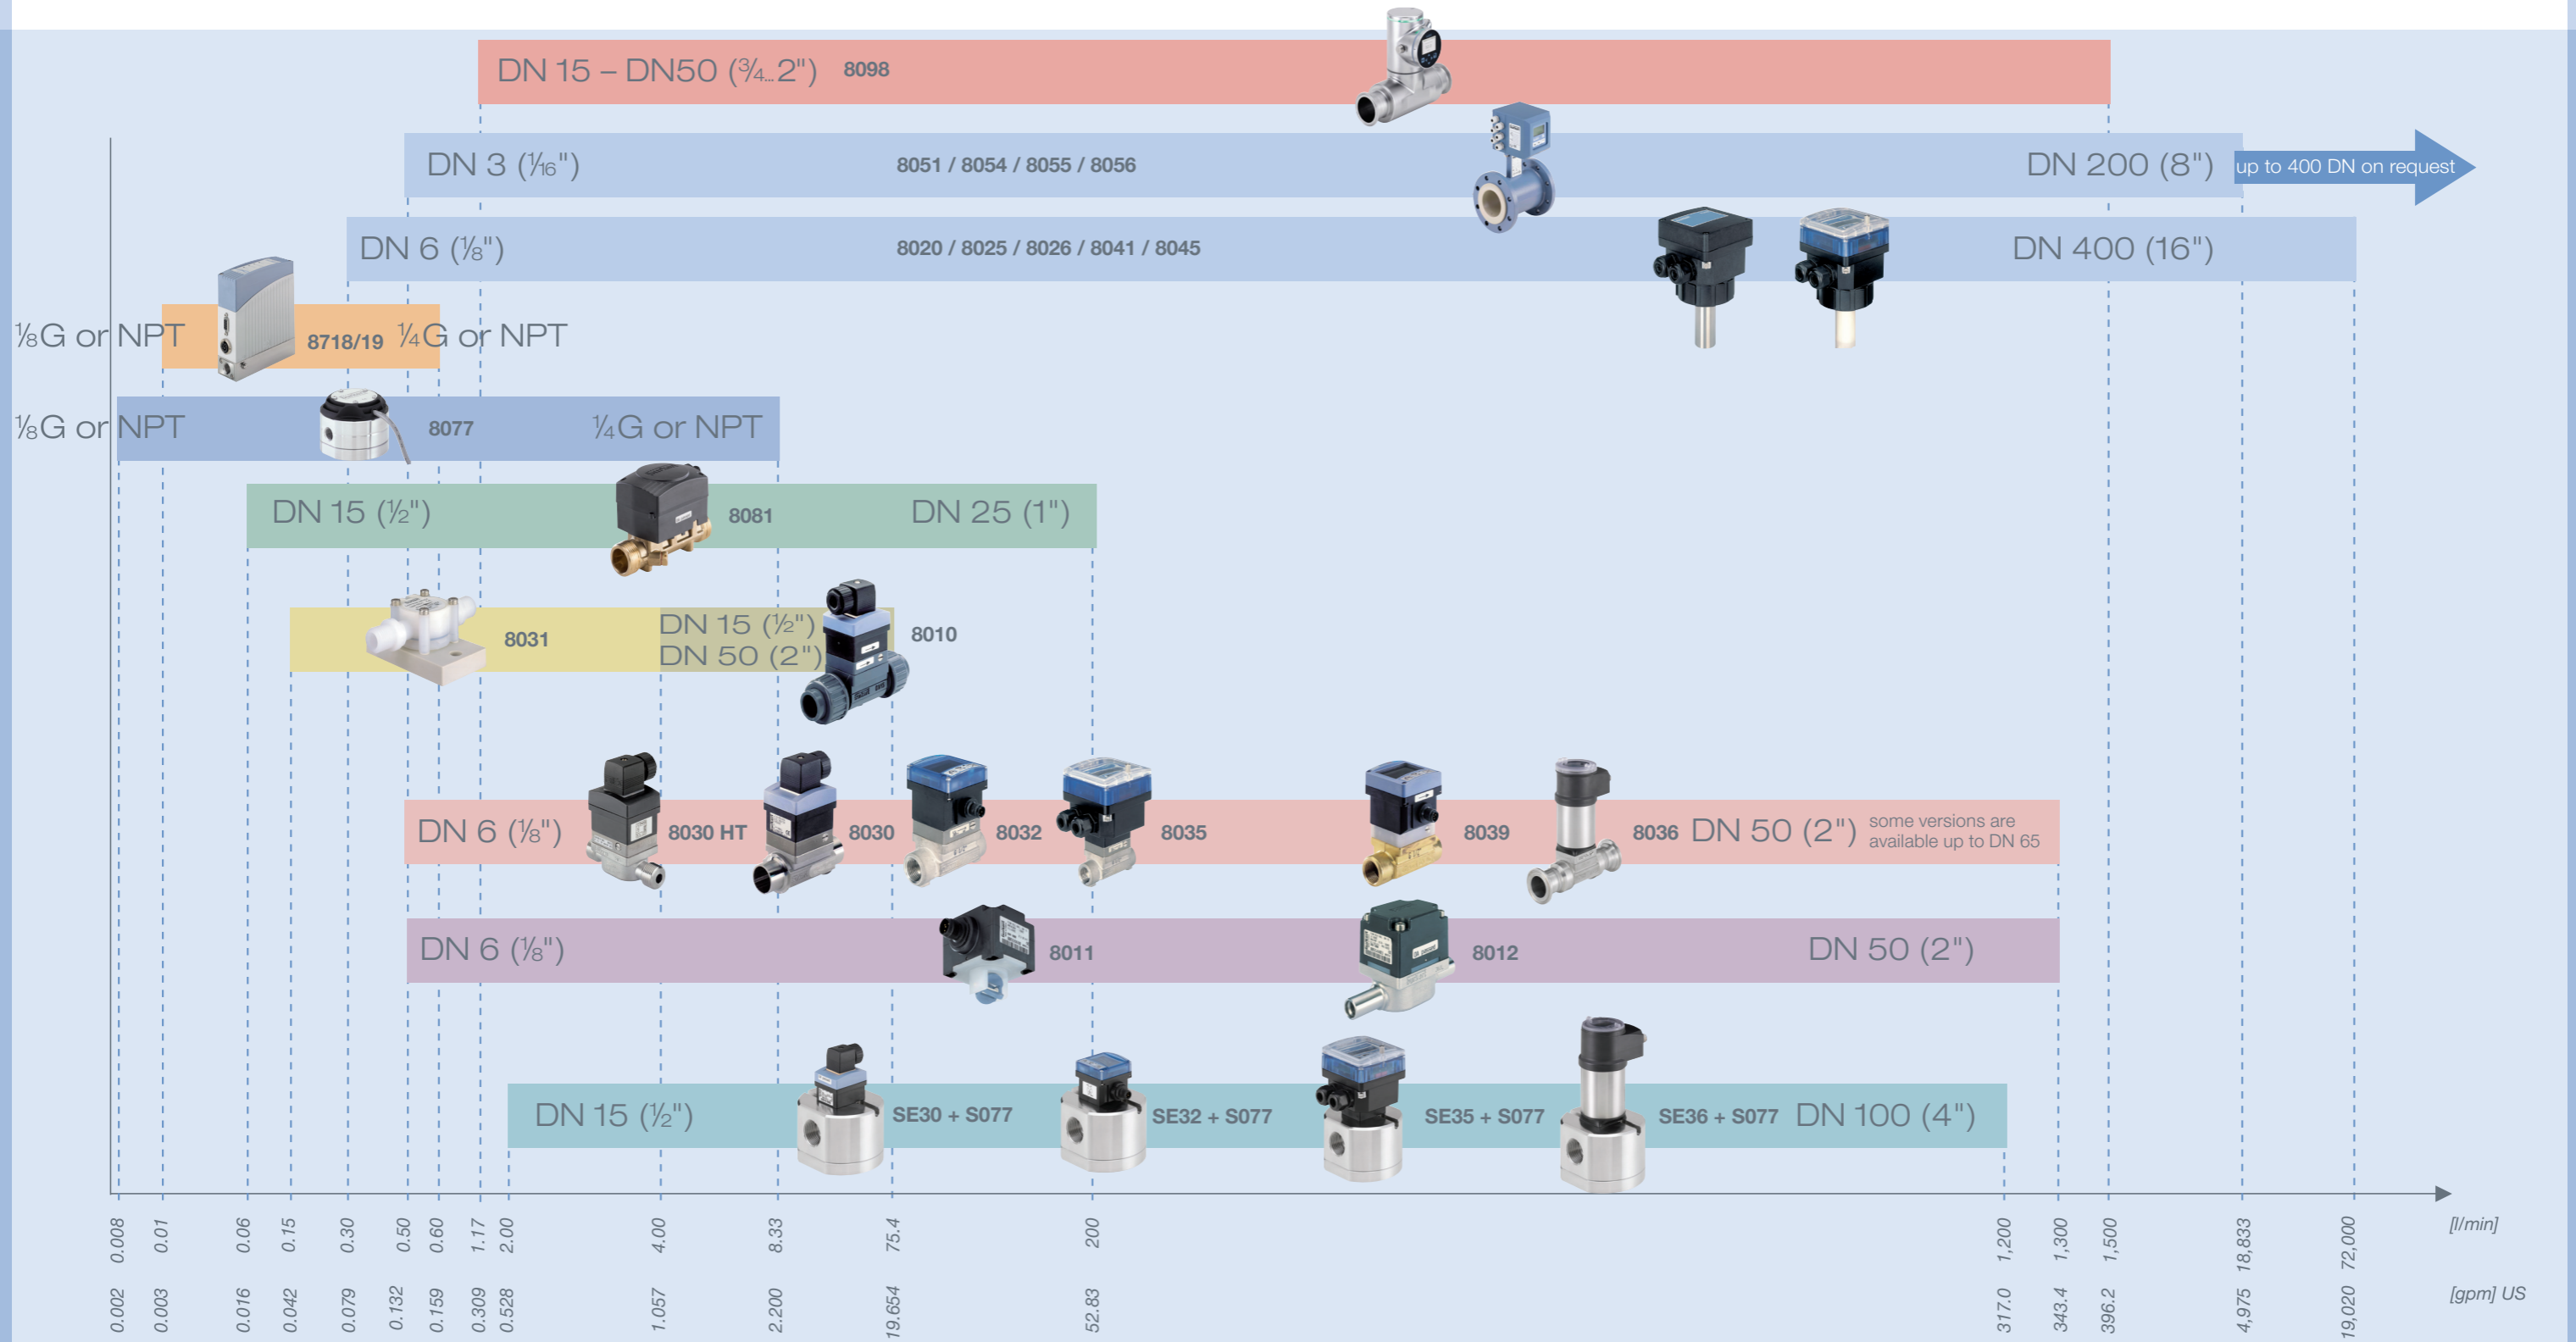 DN 15 – DN50 (¾...2") 8098
DN 3 (1/16") 8051 / 8054 / 8055 / 8056 DN 200 (8") up to 400 DN on request
DN 6 (⅛") 8020 / 8025 / 8026 / 8041 / 8045 DN 400 (16")
⅛G or NPT 8718/19 ¼G or NPT
⅛G or NPT 8077 ¼G or NPT
DN 15 (½") 8081 DN 25 (1")
8031 DN 15 (½") 8010
DN 50 (2")
DN 6 (⅛") 8030 HT 8030 8032 8035 8039 8036 DN 50 (2") some versions are
available up to DN 65
DN 6 (⅛") 8011 8012 DN 50 (2")
DN 15 (½") SE30 + S077 SE32 + S077 SE35 + S077 SE36 + S077 DN 100 (4")
0.008 0.01 0.06 0.15 0.30 0.50 0.60 1.17 2.00 4.00 8.33 75.4 200 1,200 1,300 1,500 18,833 72,000 [l/min]
0.002 0.003 0.016 0.042 0.079 0.132 0.159 0.309 0.528 1.057 2.200 19.654 52.83 317.0 343.4 396.2 4,975 19,020 [gpm] US